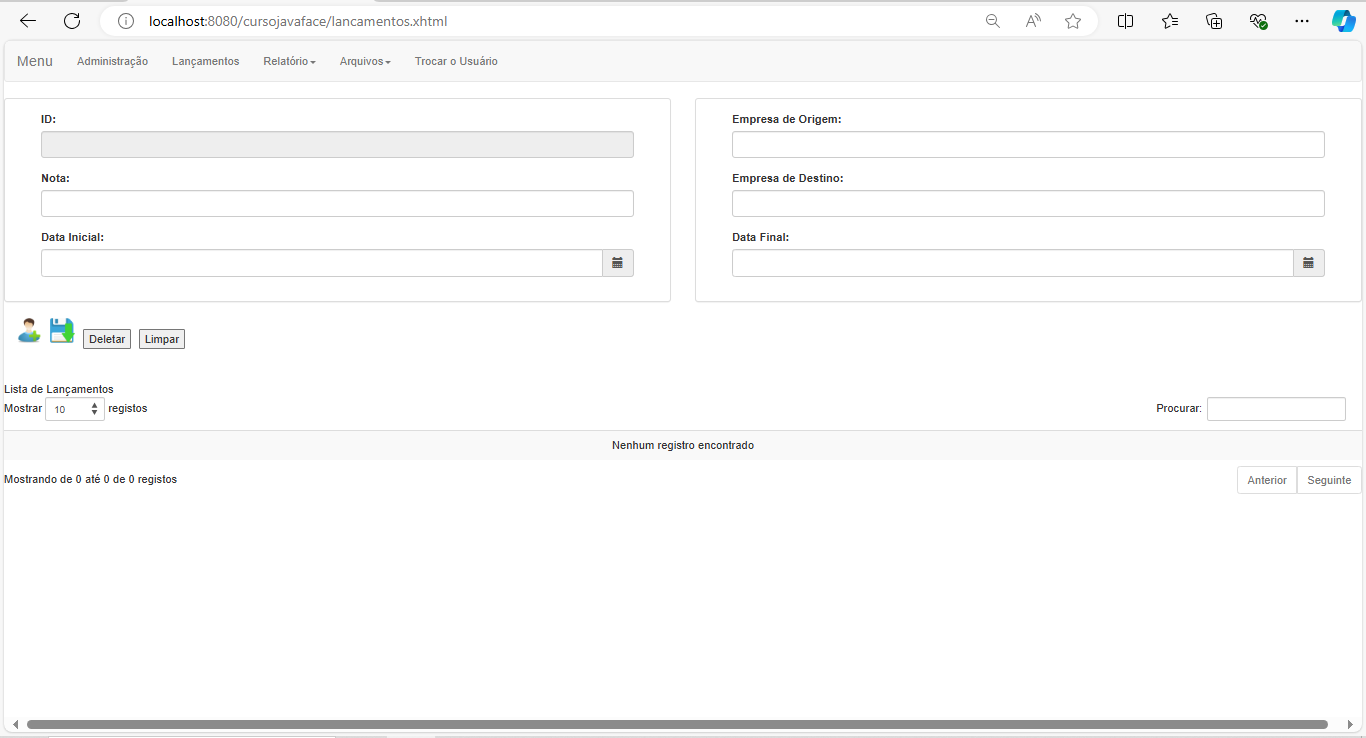 localhost:8080/cursojavaface/lancamentos.xhtml
Menu Administração Lançamentos Relatório Arquivos Trocar o Usuário
ID:
Nota:
Data Inicial:
Empresa de Origem:
Empresa de Destino:
Data Final:
Deletar Limpar
Lista de Lançamentos
Mostrar 10 registos Procurar:
Nenhum registro encontrado
Mostrando de 0 até 0 de 0 registos Anterior Seguinte